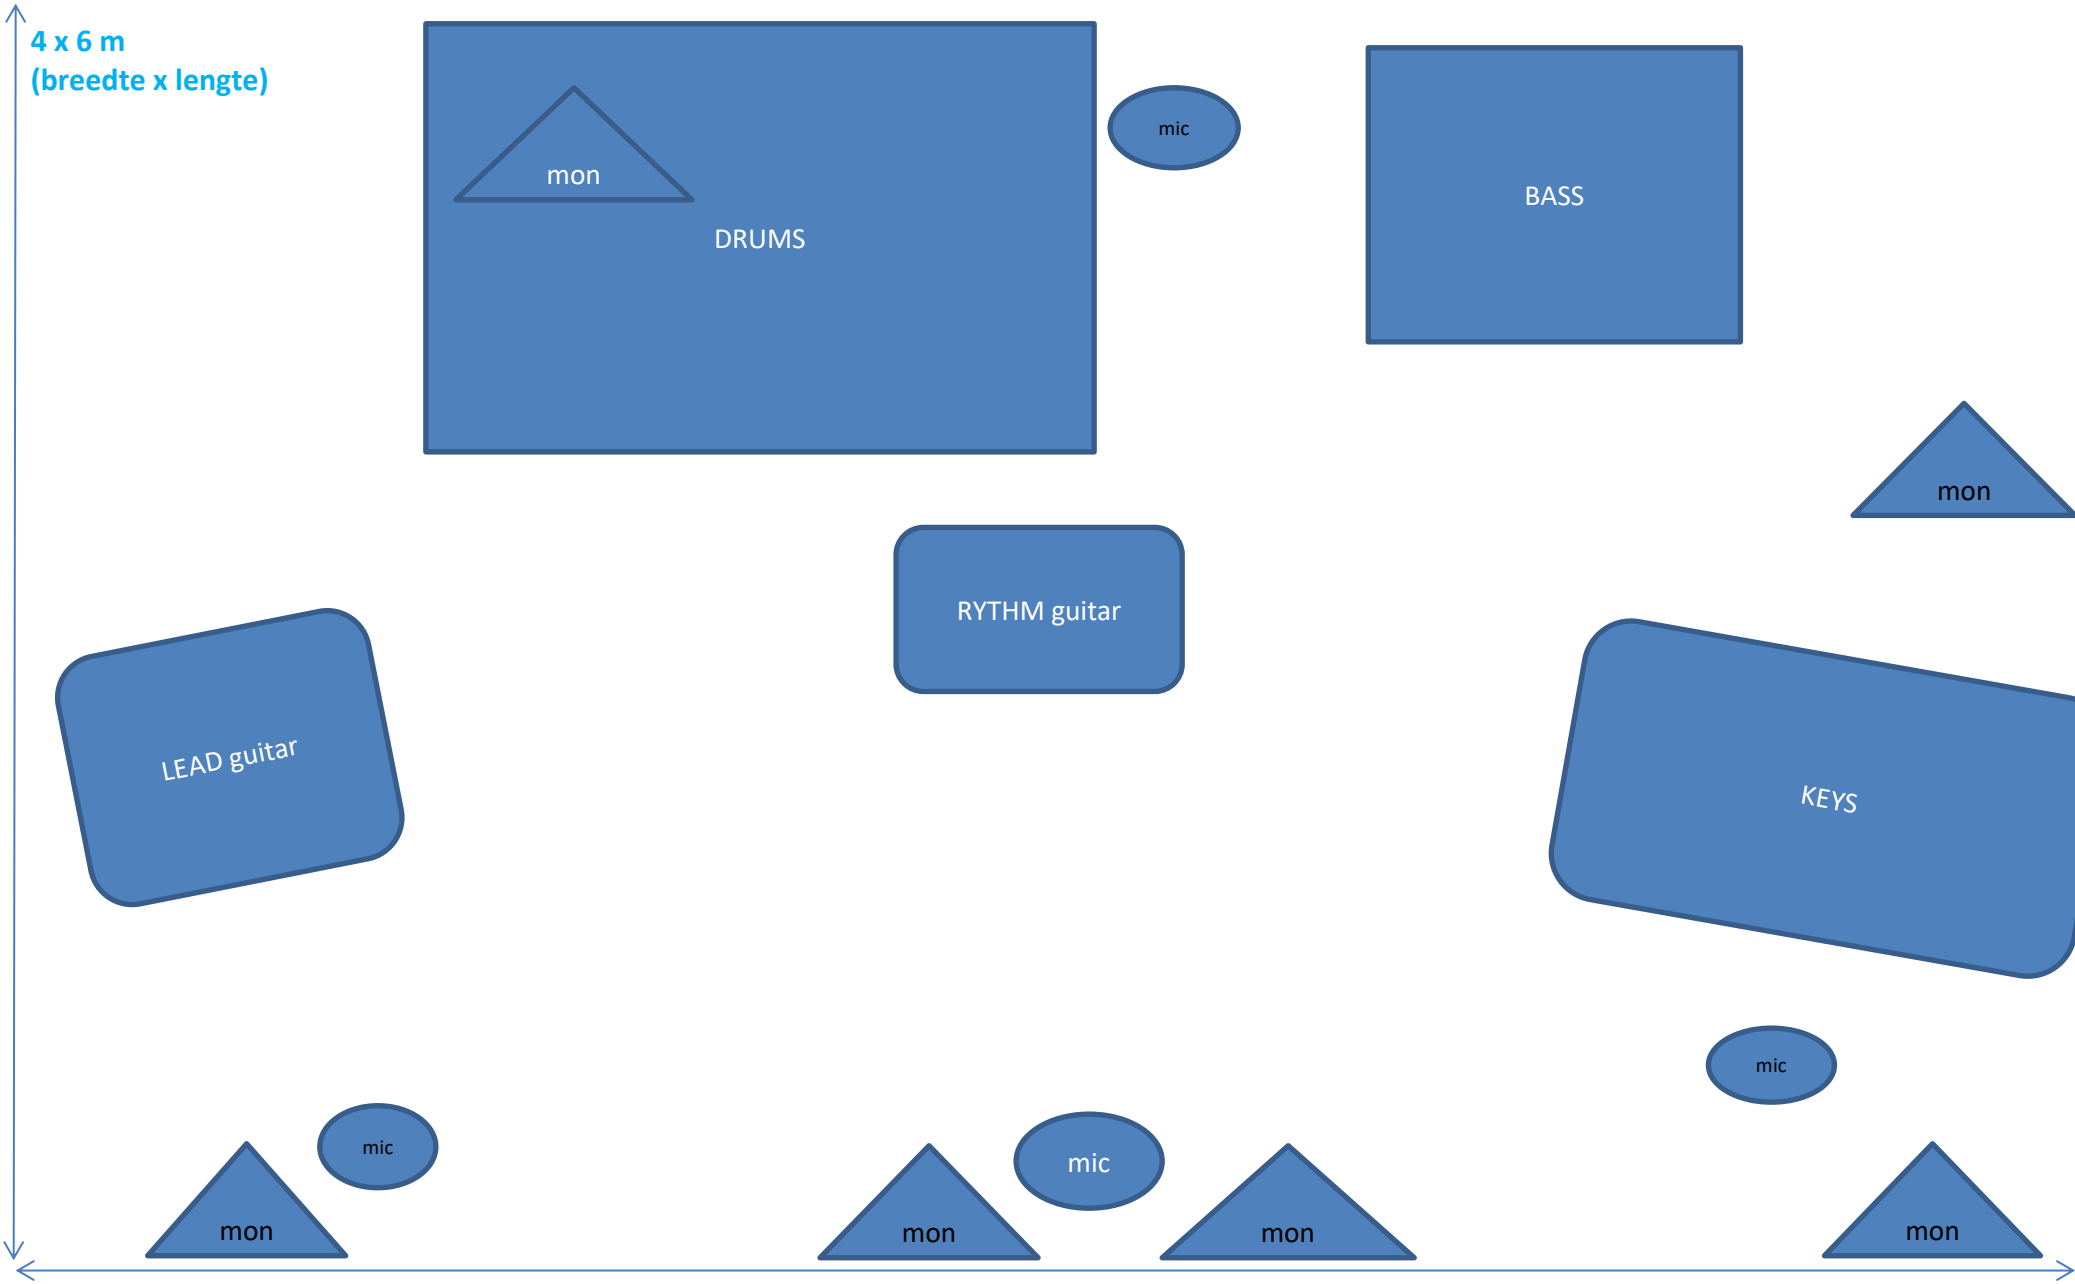 4 x 6 m
(breedte x lengte)
mic
mon
BASS
DRUMS
mon
RYTHM guitar
LEAD guitar
KEYS
mic
mic
mic
mon
mon
mon
mon